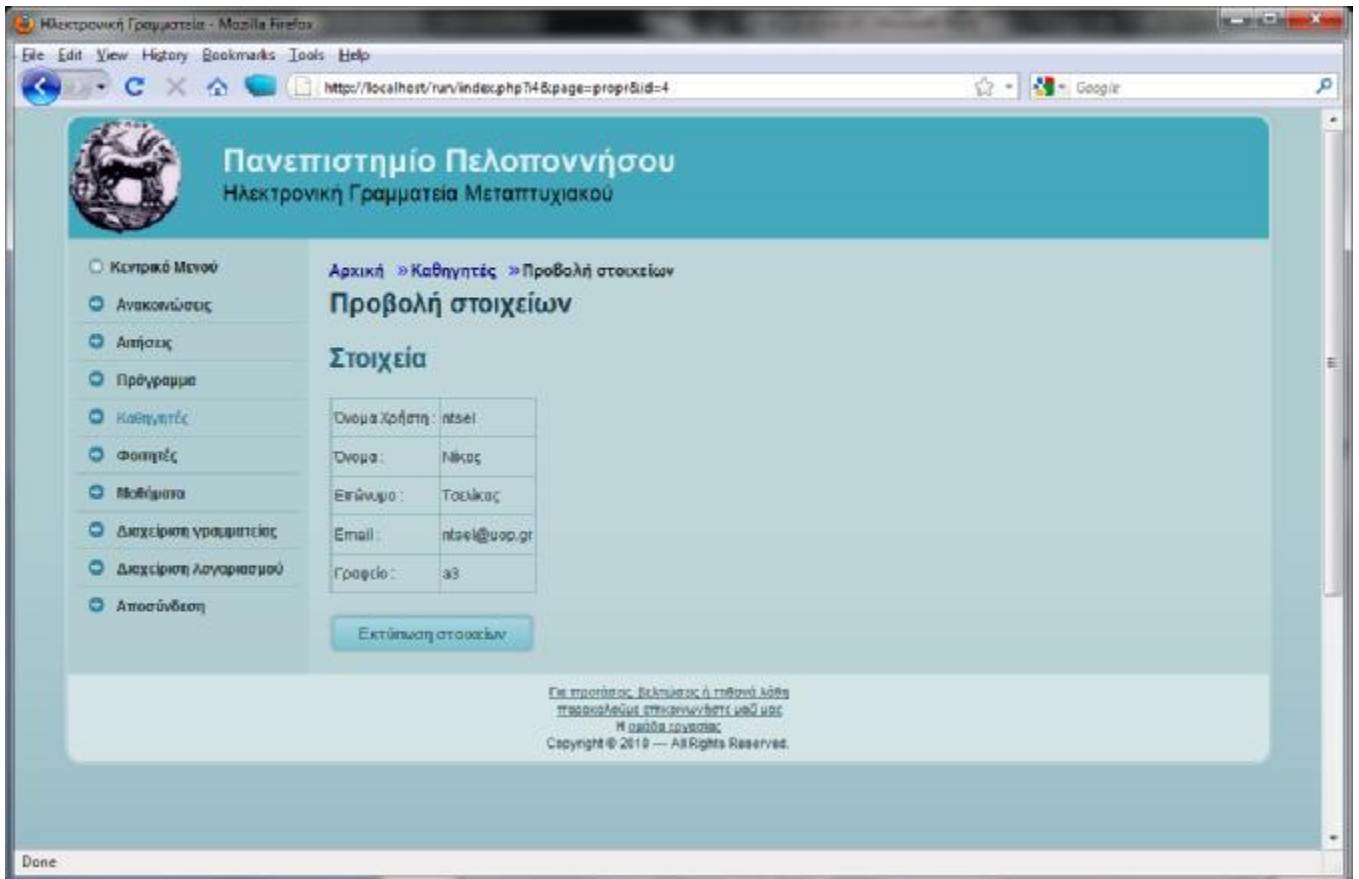 Ηλεκτρονική Γραμματεία - Mozilla Firefox
File Edit View History Bookmarks Tools Help
http://localhost/run/index.php?i4&page=propr&id=4
Google
Πανεπιστημίο Πελοποννήσου
Ηλεκτρονική Γραμματεία Μεταπτυχιακού
Κεντρικό Μενού
Ανακοινώσεις
Αιτήσεις
Πρόγραμμα
Καθηγητές
Φοιτητές
Μαθήματα
Διαχείριση γραμματείας
Διαχείριση Λογαριασμού
Αποσύνδεση
Αρχική » Καθηγητές » Προβολή στοιχείων
Προβολή στοιχείων
Στοιχεία
Όνομα Χρήστη : ntsel
Όνομα : Νίκος
Επώνυμο : Τσελίκας
Email : ntsel@uop.gr
Γραφείο : a3
Εκτύπωση στοιχείων
Για προτάσεις, βελτιώσεις ή πιθανά λάθη
παρακαλούμε επικοινωνήστε μαζί μας
Η ομάδα εργασίας
Copyright © 2010 — All Rights Reserved.
Done